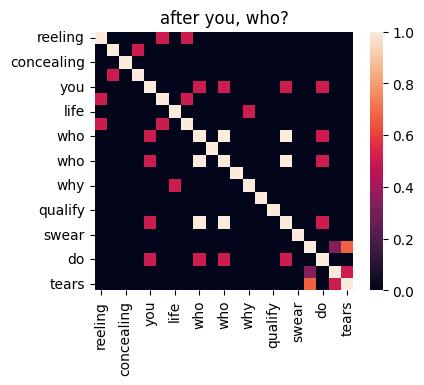 after you, who?
reeling
concealing
you
life
who
who
why
qualify
swear
do
tears
1.0
0.8
0.6
0.4
0.2
0.0
reeling
concealing
you
life
who
who
why
qualify
swear
do
tears